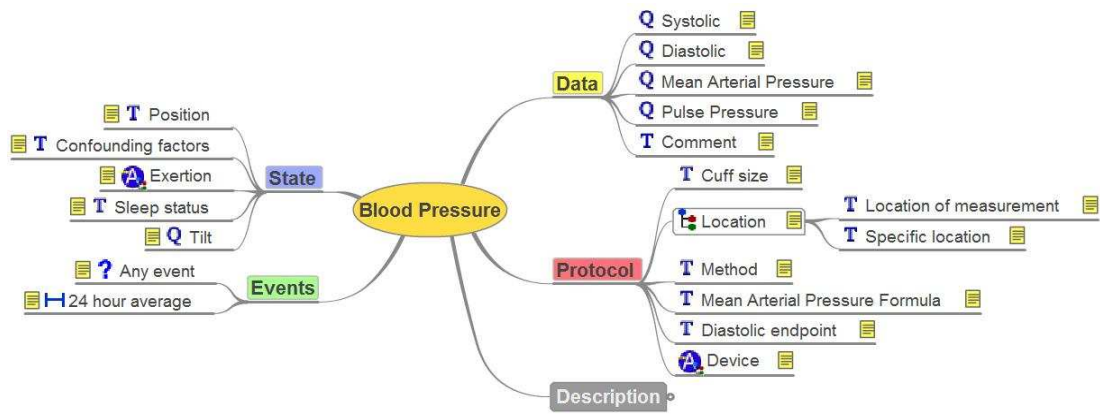 Blood Pressure
Data
Q Systolic
Q Diastolic
Q Mean Arterial Pressure
Q Pulse Pressure
T Comment
Protocol
T Cuff size
Location
T Location of measurement
T Specific location
T Method
T Mean Arterial Pressure Formula
T Diastolic endpoint
A Device
Description
State
T Position
T Confounding factors
A Exertion
T Sleep status
Q Tilt
Events
? Any event
24 hour average